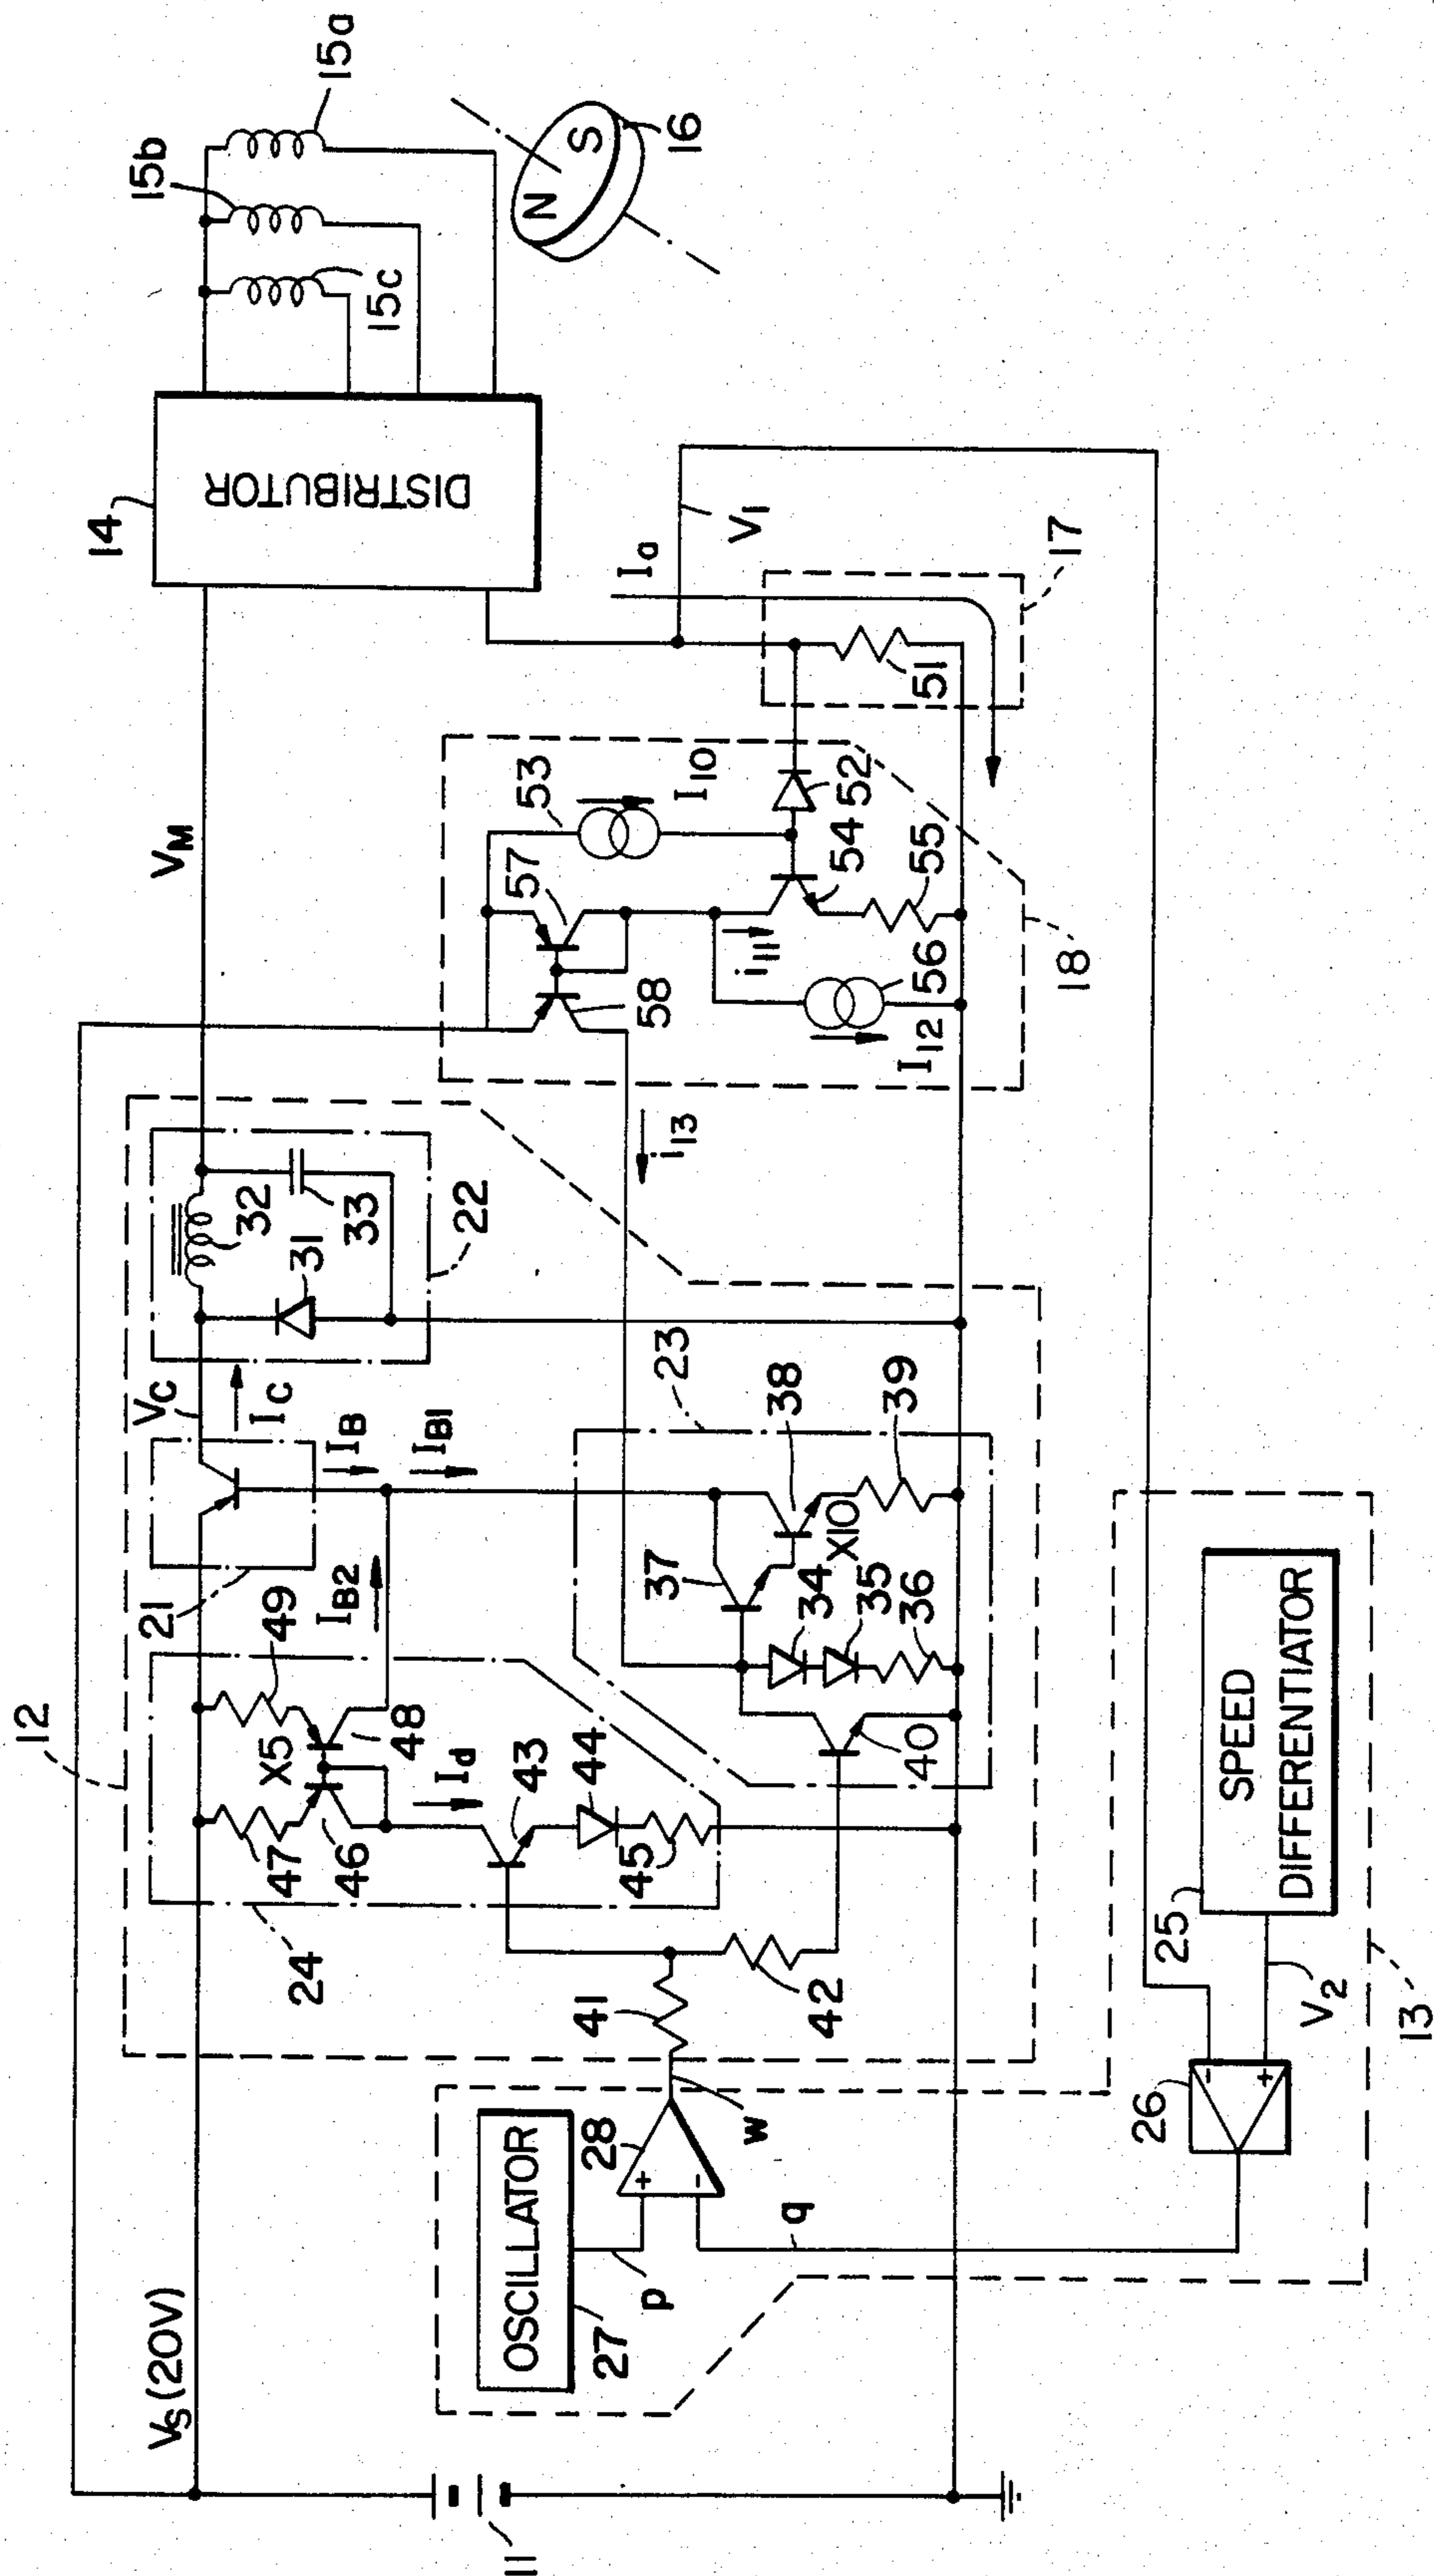 15a
15b
15c
N
S
16
14
DISTRIBUTOR
VM
V1
Ia
17
51
53
I10
52
57
54
55
58
i11
56
I12
18
i13
32
33
31
22
VC
IC
IB
IB1
23
38
39
X10
37
34
35
36
21
49
IB2
12
X5
48
47
46
Id
43
44
45
40
24
41
42
SPEED
DIFFERENTIATOR
25
V2
13
26
-
+
28
+
-
w
OSCILLATOR
27
p
q
VS(20V)
11